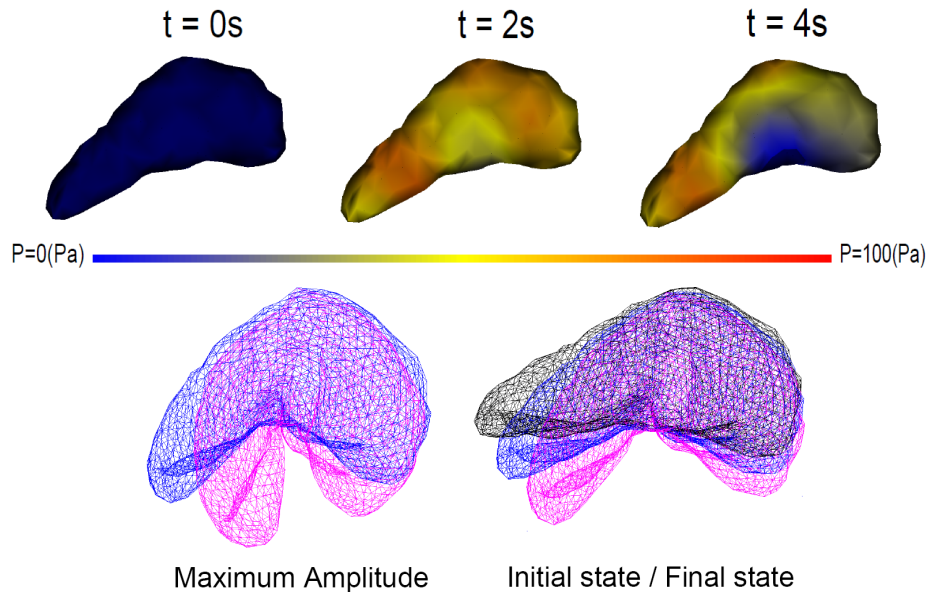 t = 0s t = 2s t = 4s
P=0(Pa) P=100(Pa)
Maximum Amplitude Initial state / Final state